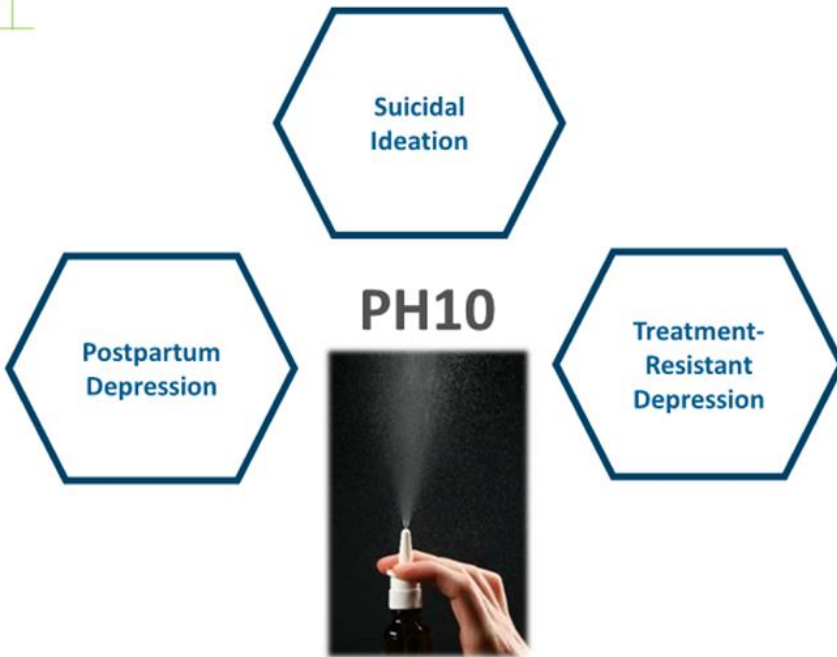 Suicidal
Ideation
PH10
Postpartum
Depression
Treatment-
Resistant
Depression